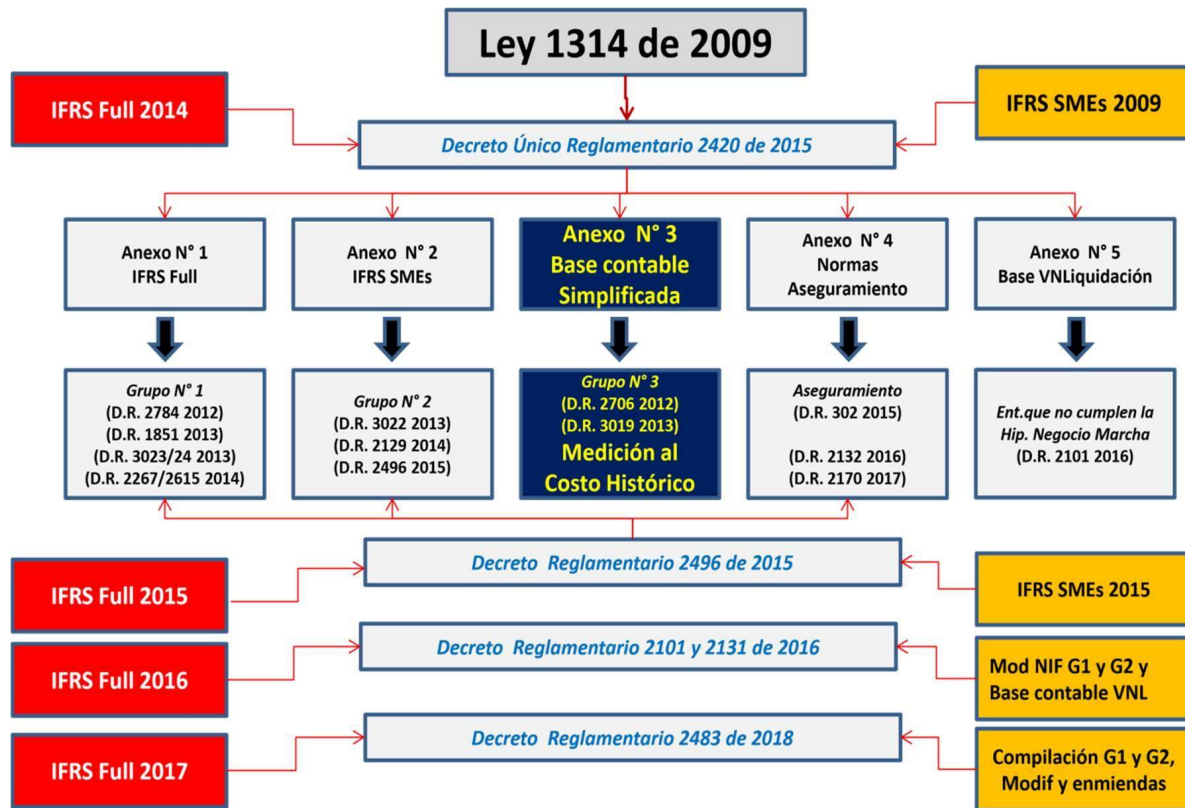 Ley 1314 de 2009
IFRS Full 2014
IFRS SMEs 2009
Decreto Único Reglamentario 2420 de 2015
Anexo N° 1
IFRS Full
Anexo N° 2
IFRS SMEs
Anexo N° 3
Base contable
Simplificada
Anexo N° 4
Normas
Aseguramiento
Anexo N° 5
Base VNLiquidación
Grupo N° 1
(D.R. 2784 2012)
(D.R. 1851 2013)
(D.R. 3023/24 2013)
(D.R. 2267/2615 2014)
Grupo N° 2
(D.R. 3022 2013)
(D.R. 2129 2014)
(D.R. 2496 2015)
Grupo N° 3
(D.R. 2706 2012)
(D.R. 3019 2013)
Medición al
Costo Histórico
Aseguramiento
(D.R. 302 2015)
(D.R. 2132 2016)
(D.R. 2170 2017)
Ent.que no cumplen la
Hip. Negocio Marcha
(D.R. 2101 2016)
Decreto Reglamentario 2496 de 2015
IFRS Full 2015
IFRS SMEs 2015
Decreto Reglamentario 2101 y 2131 de 2016
IFRS Full 2016
Mod NIF G1 y G2 y
Base contable VNL
Decreto Reglamentario 2483 de 2018
IFRS Full 2017
Compilación G1 y G2,
Modif y enmiendas